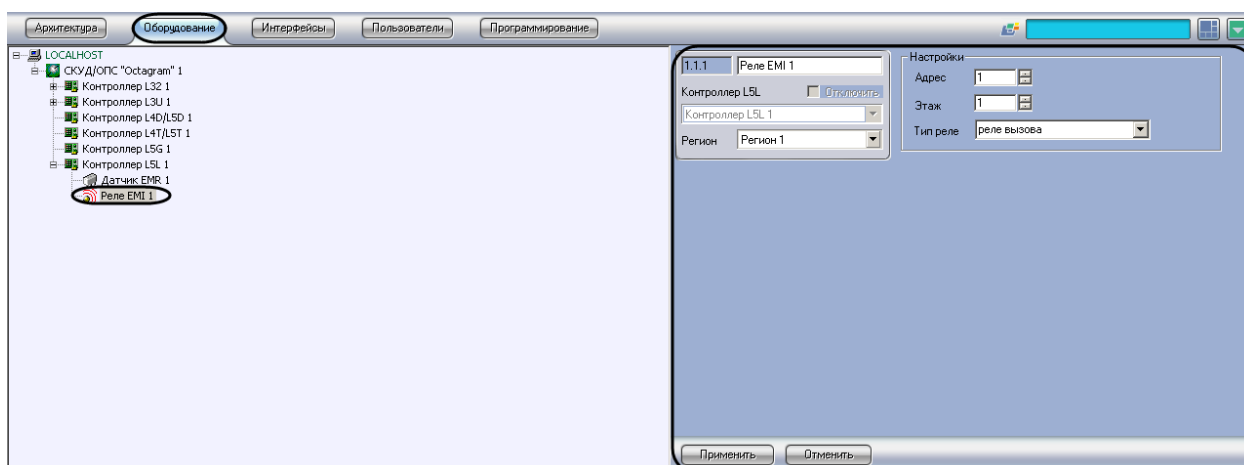 Архитектура Оборудование Интерфейсы Пользователи Программирование
LOCALHOST
СКУД/ОПС "Octagram" 1
Контроллер L32 1
Контроллер L3U 1
Контроллер L4D/L5D 1
Контроллер L4T/L5T 1
Контроллер L5G 1
Контроллер L5L 1
Датчик EMR 1
Реле EMI 1
1.1.1 Реле EMI 1
Контроллер L5L Отключить
Контроллер L5L 1
Регион Регион 1
Настройки
Адрес 1
Этаж 1
Тип реле реле вызова
Применить Отменить